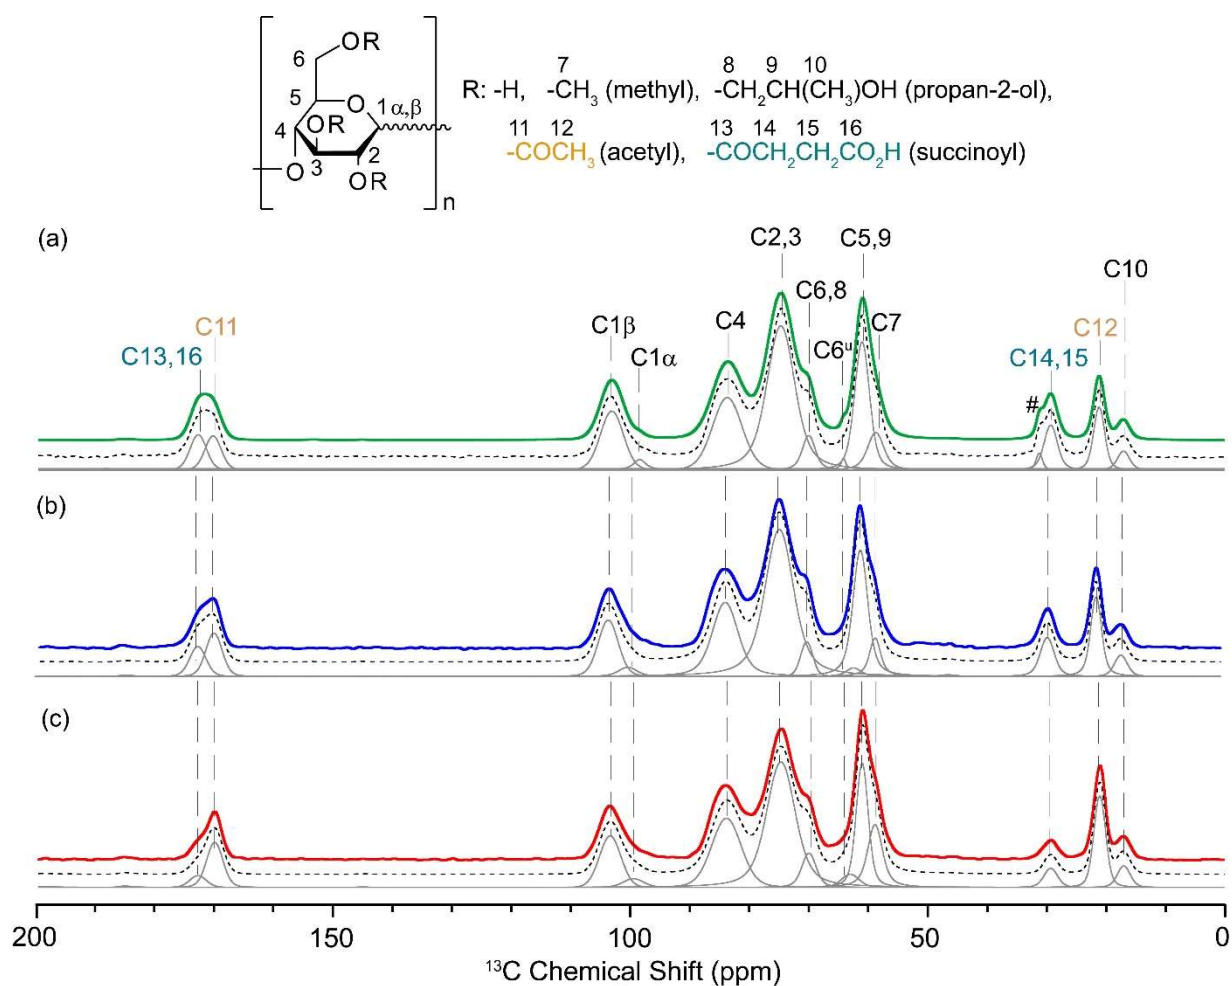 6
OR
7
8 9 10
5
O
1 α,β
R: -H, -CH3 (methyl), -CH2CH(CH3)OH (propan-2-ol),
4
OR
11 12
13 14 15 16
O
3
2
-COCH3 (acetyl), -COCH2CH2CO2H (succinoyl)
OR
n
(a)
C2,3
C5,9
C10
C6,8
C11
C1β
C4
C7
C12
C13,16
C1α
C6u
C14,15
#
(b)
(c)
200
150
100
50
0
13C Chemical Shift (ppm)